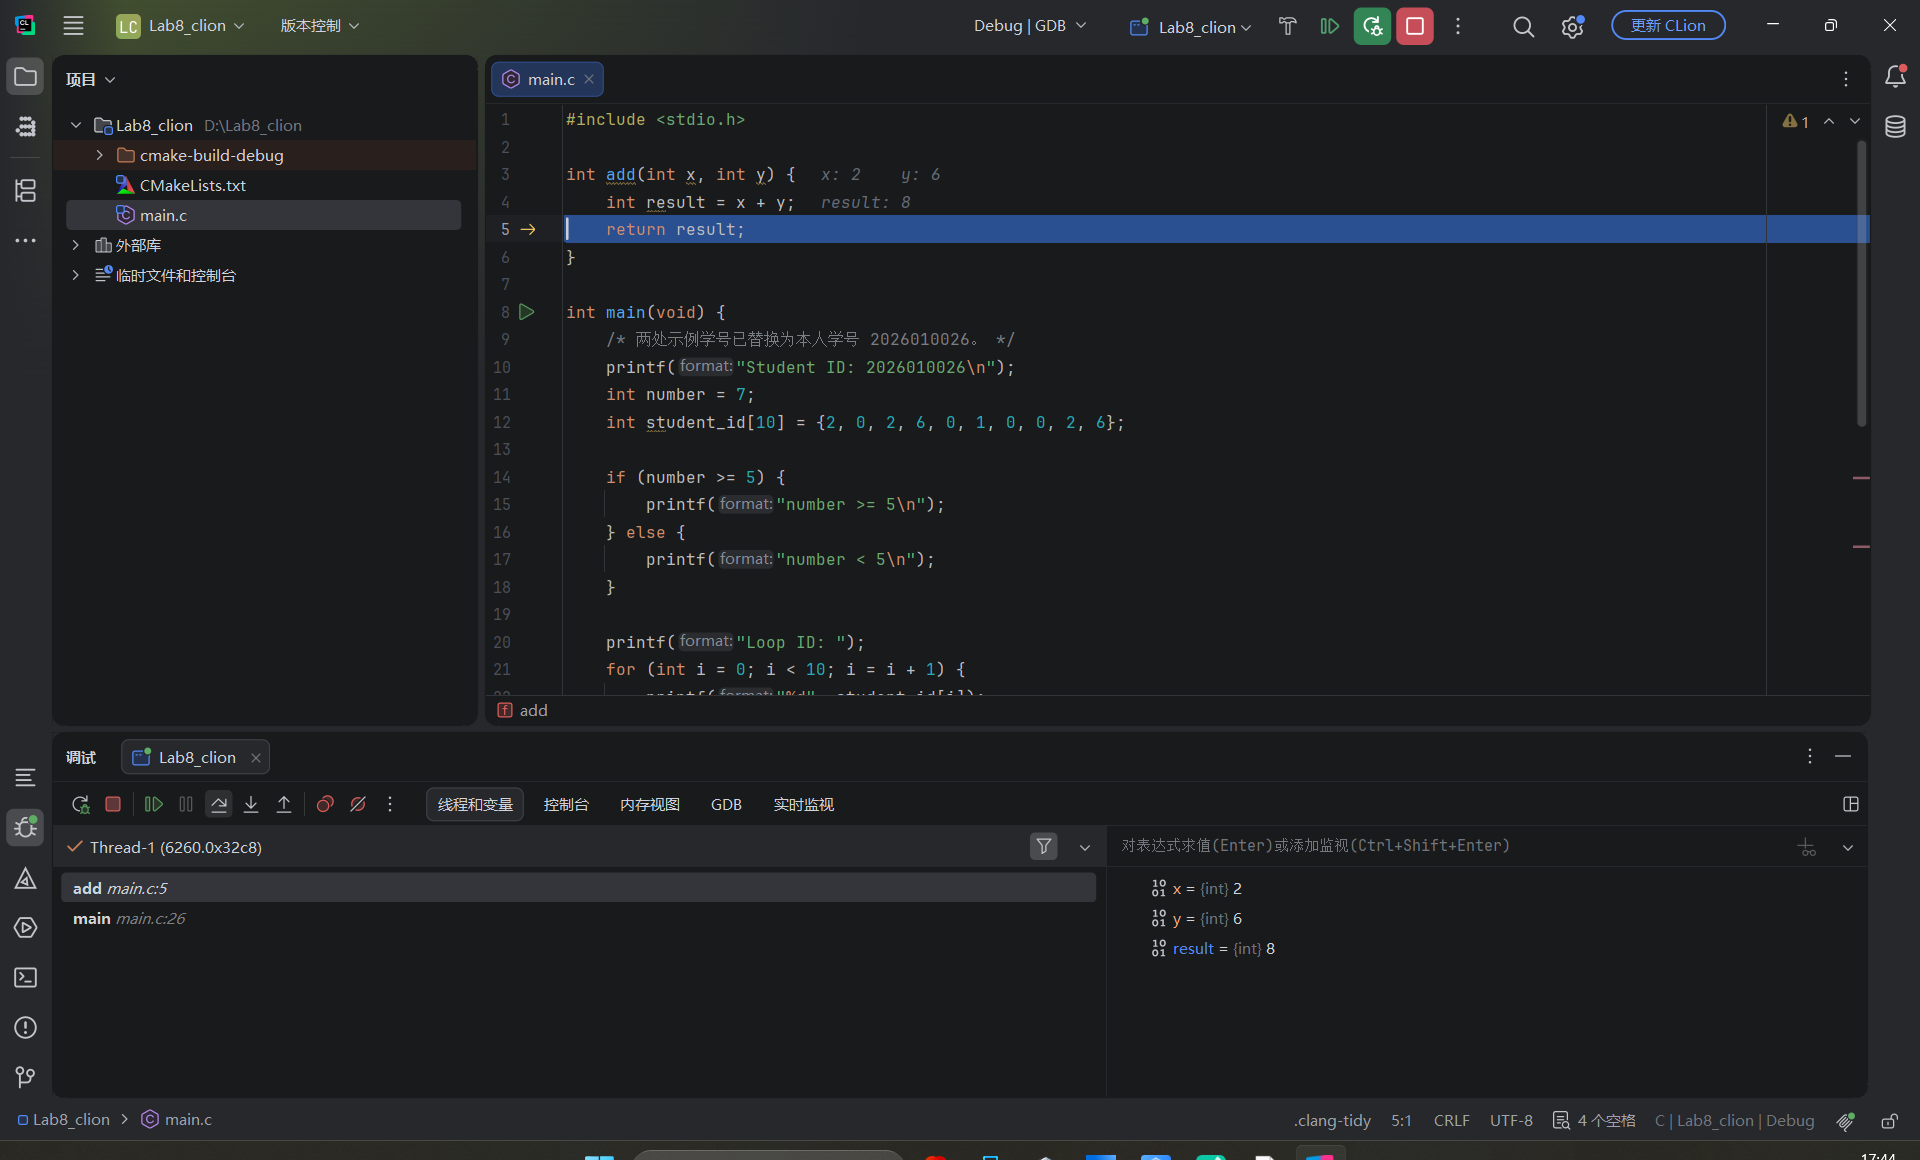 LC Lab8_clion 版本控制 Debug | GDB Lab8_clion 更新 CLion
项目
Lab8_clion D:\Lab8_clion
cmake-build-debug
CMakeLists.txt
main.c
外部库
临时文件和控制台
main.c
1 #include <stdio.h>
2
3 int add(int x, int y) { x: 2 y: 6
4 int result = x + y; result: 8
5 return result;
6 }
7
8 int main(void) {
9 /* 两处示例学号已替换为本人学号 2026010026。 */
10 printf(format:"Student ID: 2026010026\n");
11 int number = 7;
12 int student_id[10] = {2, 0, 2, 6, 0, 1, 0, 0, 2, 6};
13
14 if (number >= 5) {
15 printf(format:"number >= 5\n");
16 } else {
17 printf(format:"number < 5\n");
18 }
19
20 printf(format:"Loop ID: ");
21 for (int i = 0; i < 10; i = i + 1) {
22 printf(format:"%d", student_id[i]);
1
add
调试 Lab8_clion
线程和变量 控制台 内存视图 GDB 实时监视
Thread-1 (6260.0x32c8)
add main.c:5
main main.c:26
对表达式求值(Enter)或添加监视(Ctrl+Shift+Enter)
x = {int} 2
y = {int} 6
result = {int} 8
Lab8_clion main.c .clang-tidy 5:1 CRLF UTF-8 4 个空格 C | Lab8_clion | Debug
17:44